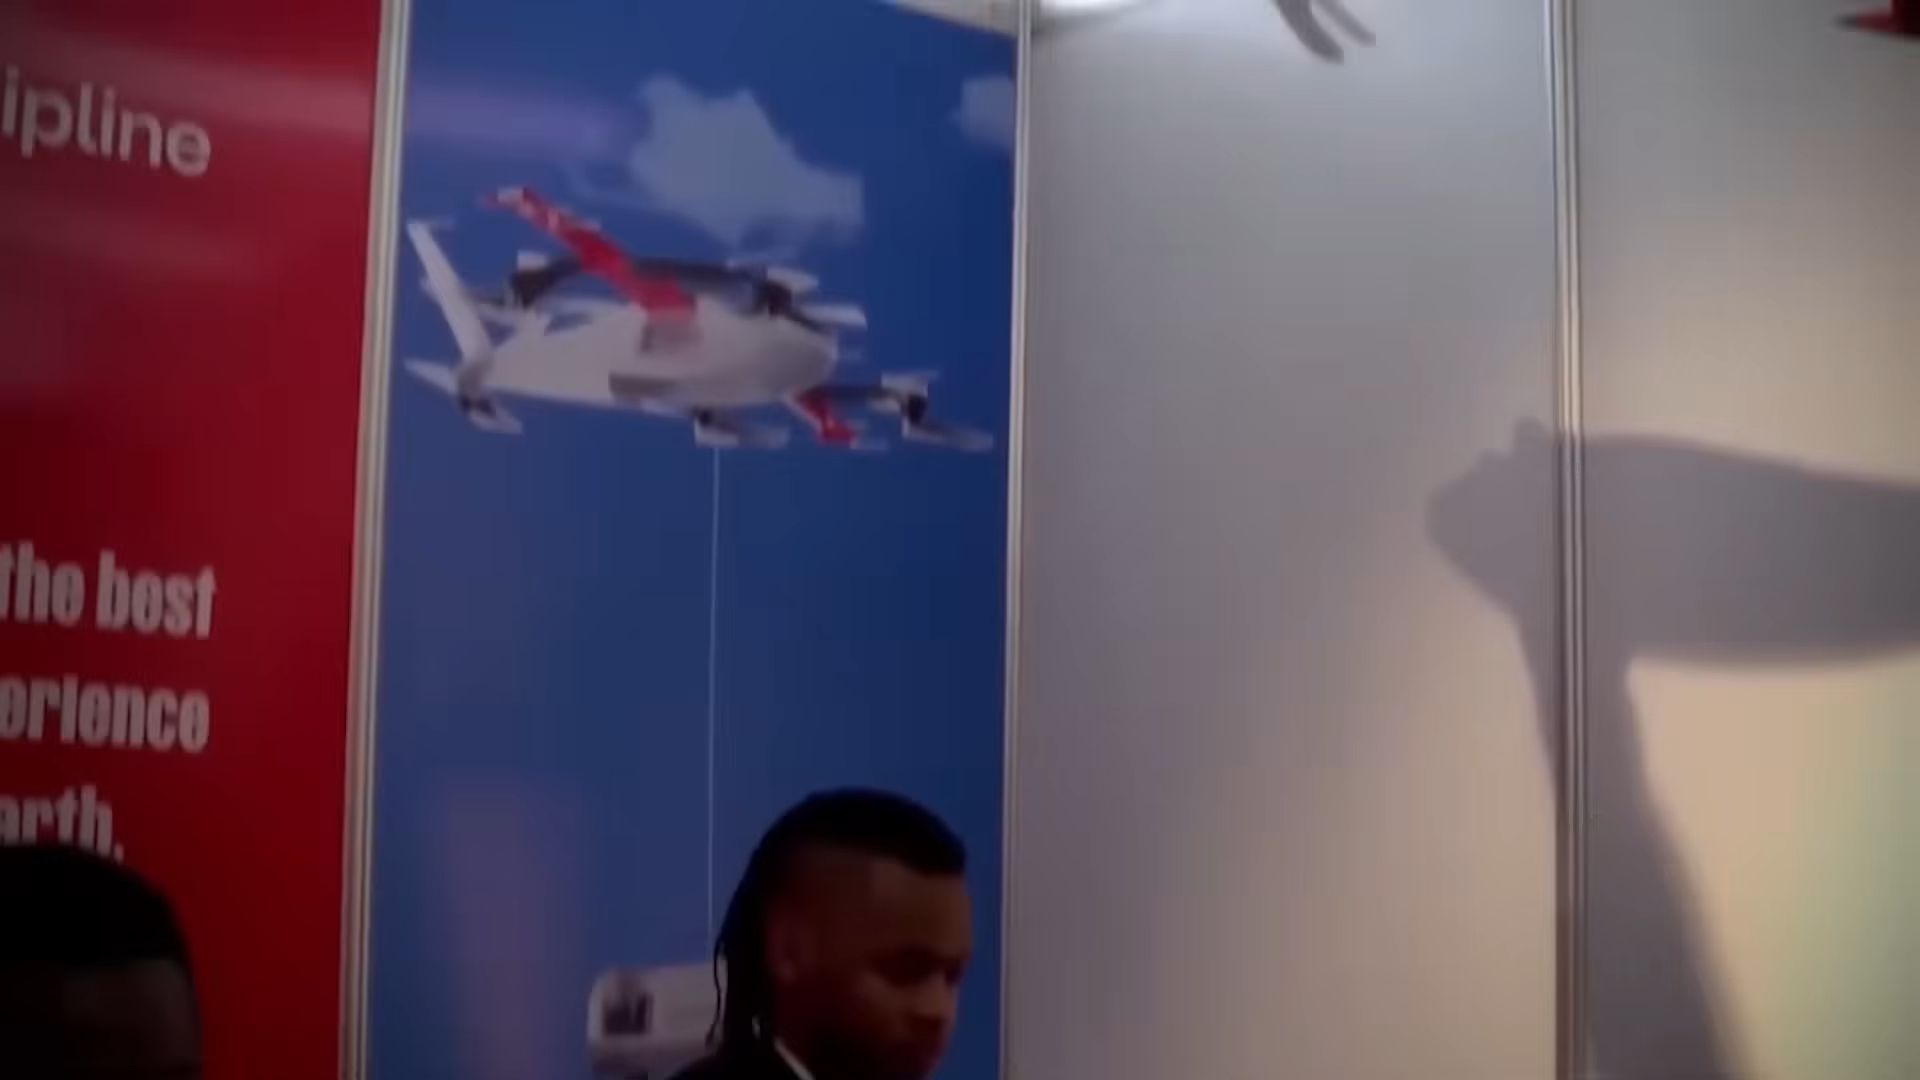 ipline
the best
erience
arth.